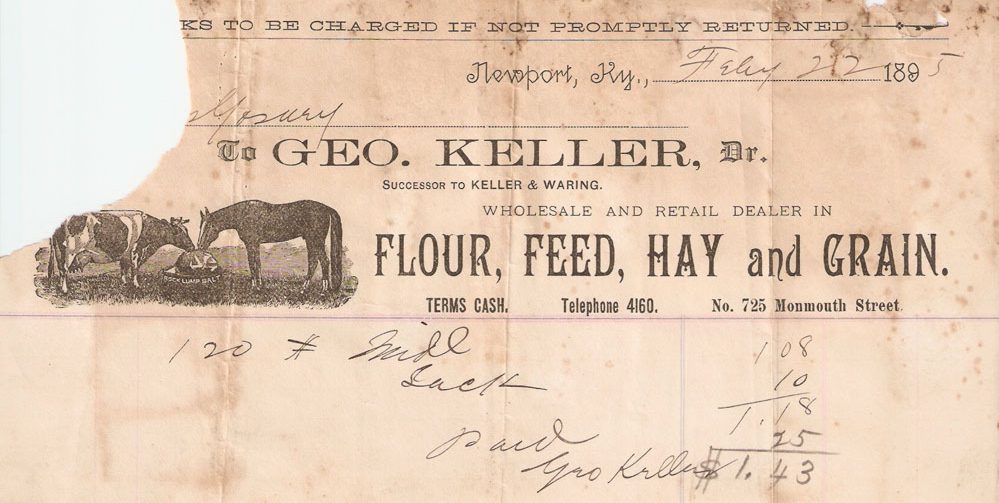 KS TO BE CHARGED IF NOT PROMPTLY RETURNED.
Newport, Ky., Feby 22 1895
To GEO. KELLER, Dr.
SUCCESSOR TO KELLER & WARING.
WHOLESALE AND RETAIL DEALER IN
FLOUR, FEED, HAY and GRAIN.
TERMS CASH. Telephone 4160. No. 725 Monmouth Street.
120 # Midl 108
Sack 10
1.18
25
Paid
Geo Keller $1.43